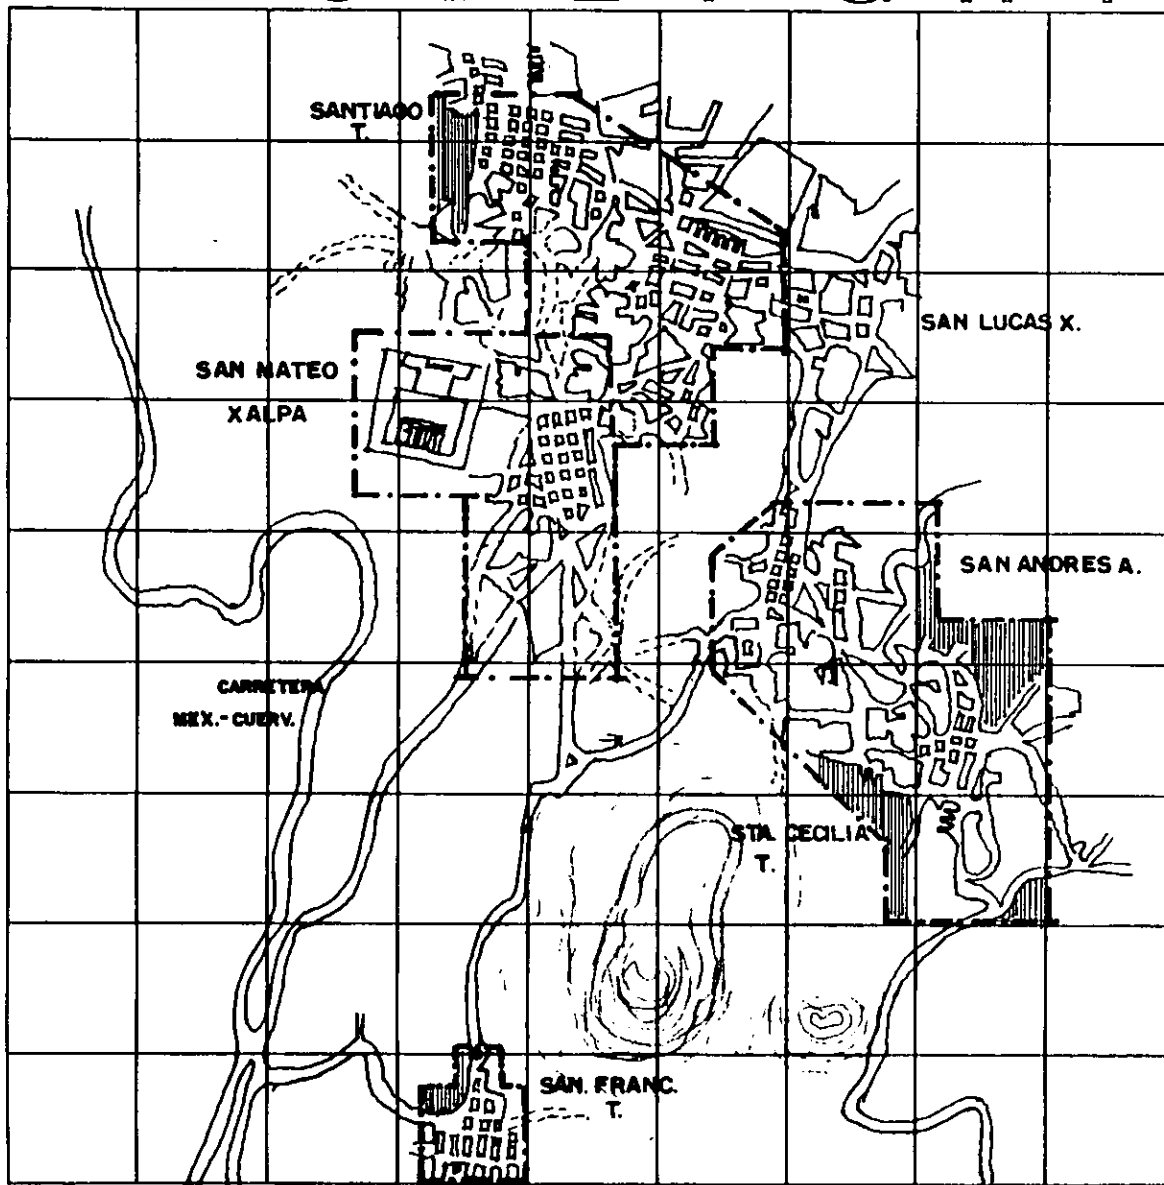 SANTIAGO
T.
SAN LUCAS X.
SAN MATEO
XALPA
SAN ANDRES A.
CARRETERA
MEX.-CUERV.
STA. CECILIA
T.
SAN. FRANC.
T.